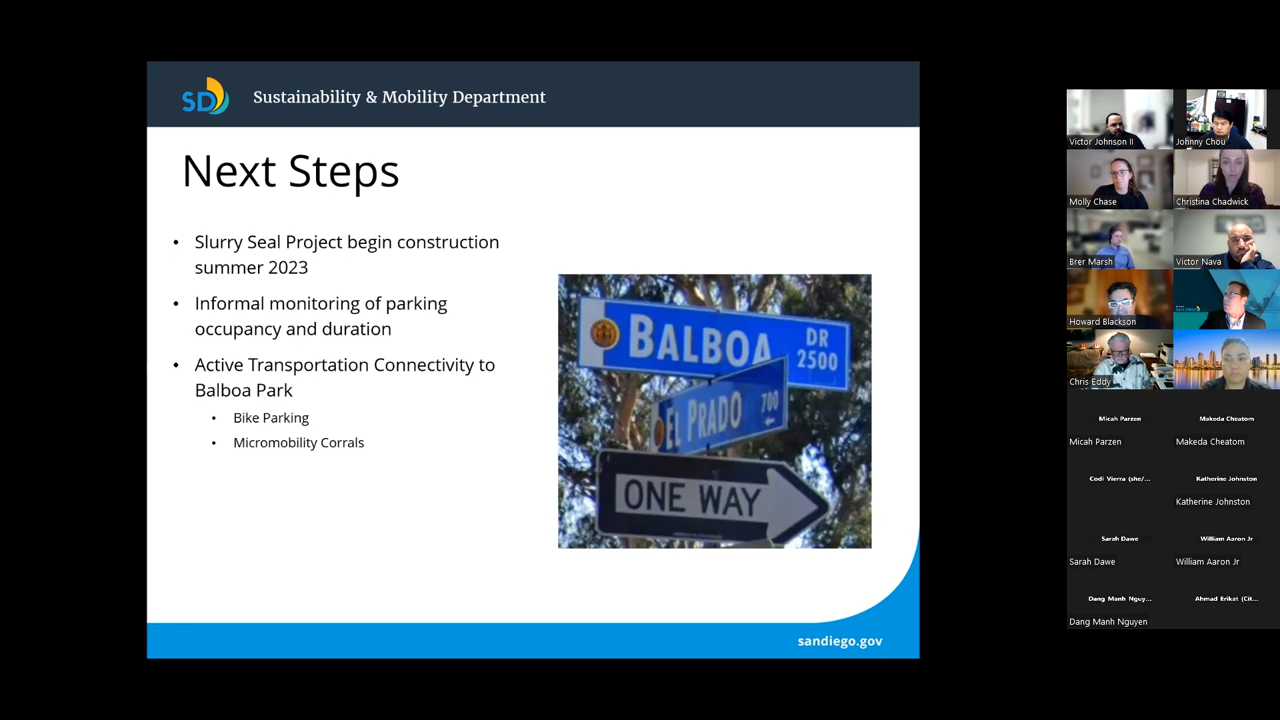 SD
Sustainability & Mobility Department
Next Steps
• Slurry Seal Project begin construction
summer 2023
• Informal monitoring of parking
occupancy and duration
• Active Transportation Connectivity to
Balboa Park
• Bike Parking
• Micromobility Corrals
BALBOA DR 2500
EL PRADO 700
ONE WAY
sandiego.gov
Victor Johnson II
Johnny Chou
Molly Chase
Christina Chadwick
Brer Marsh
Victor Nava
Howard Blackson
Chris Eddy
Micah Parzen
Makeda Cheatom
Micah Parzen
Makeda Cheatom
Codi Vierra (she/...
Katherine Johnston
Katherine Johnston
Sarah Dawe
William Aaron Jr
Sarah Dawe
William Aaron Jr
Dang Manh Nguy...
Ahmad Erikat (Cit...
Dang Manh Nguyen